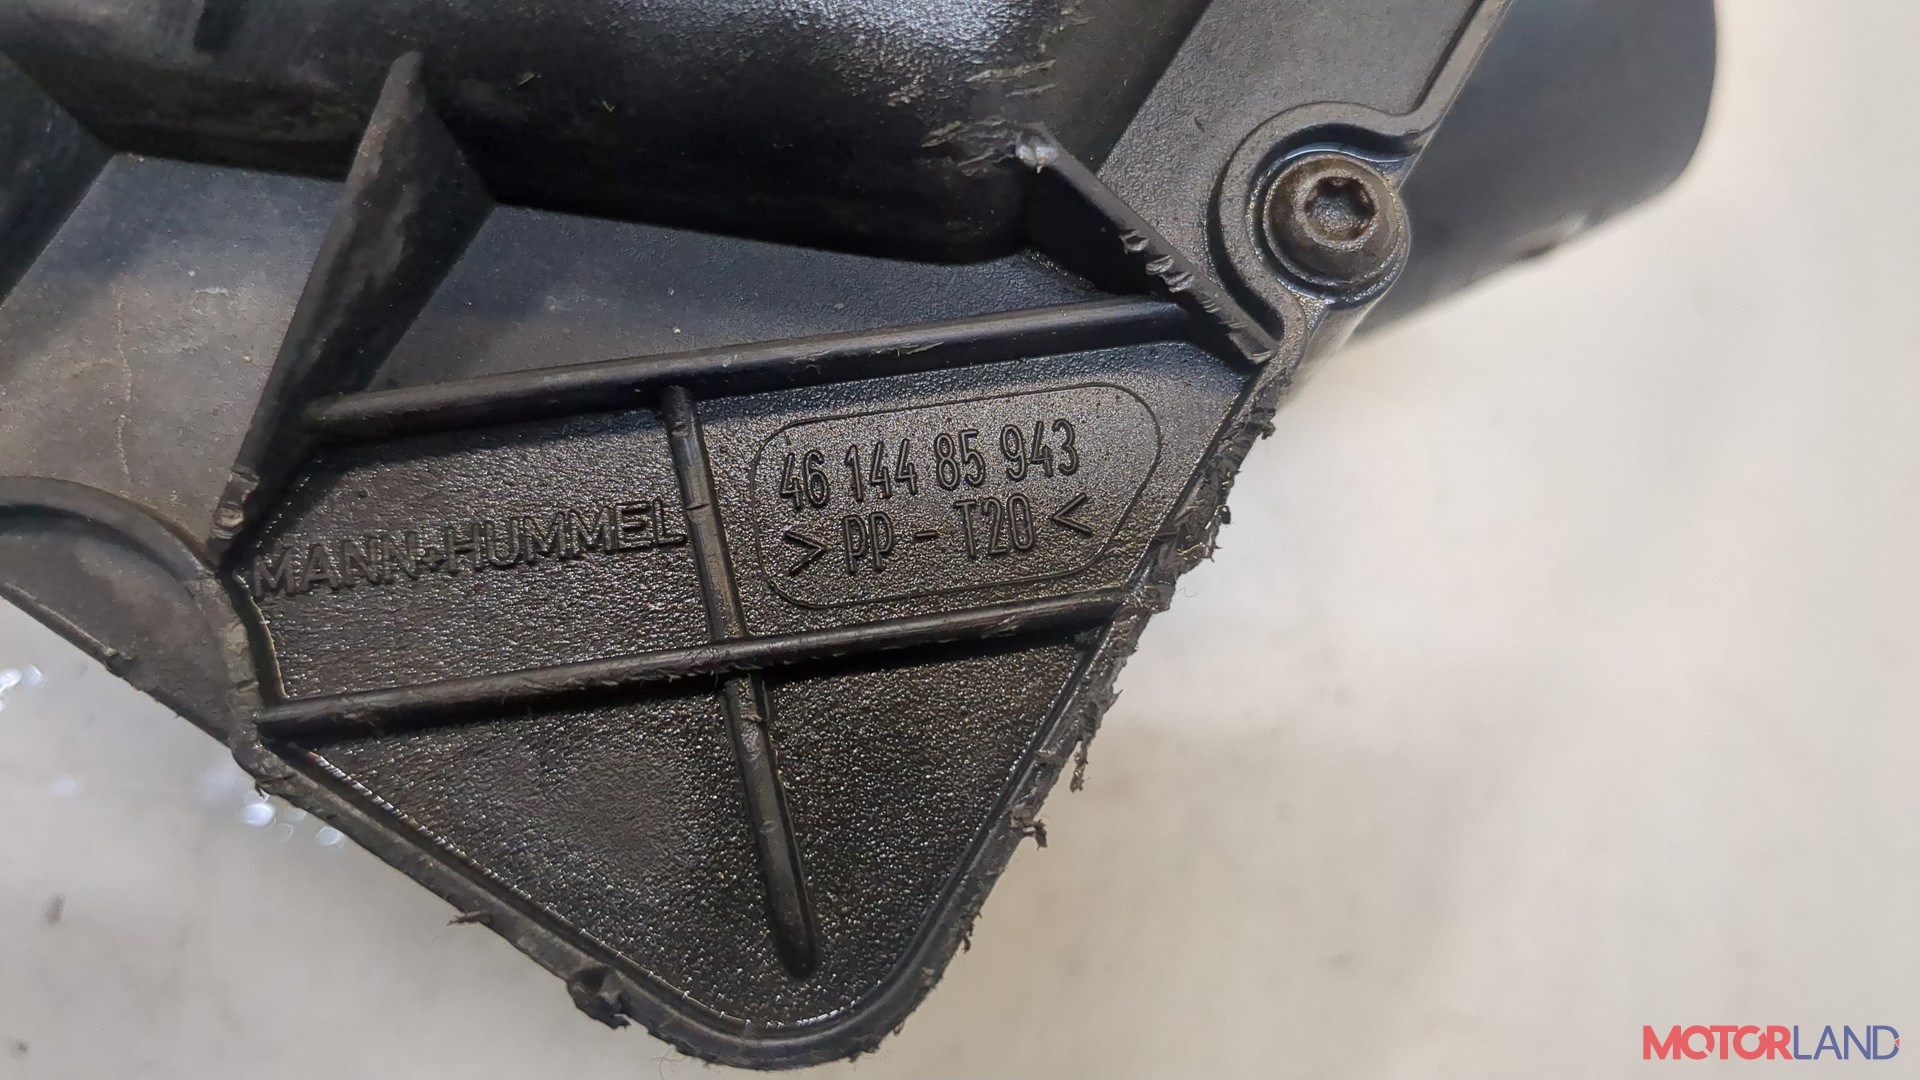 MANN+HUMMEL
46 144 85 943
> PP - T20 <
MOTORLAND